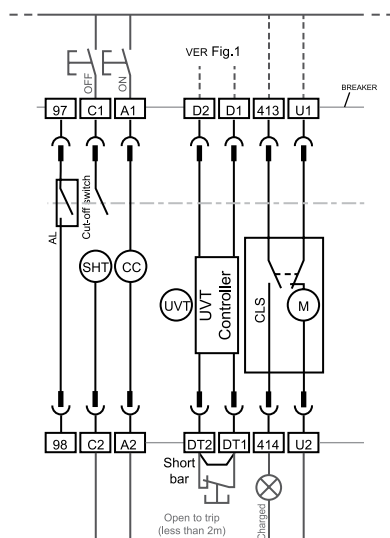 VER Fig.1
OFF
ON
BREAKER
97 C1 A1 D2 D1 413 U1
Cut-off switch
AL
SHT CC UVT UVT Controller CLS M
98 C2 A2 DT2 DT1 414 U2
Short
bar
Open to trip
(less than 2m)
Charged